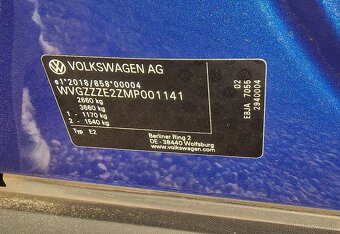 VOLKSWAGEN AG
e1*2018/858*00004
WVGZZZE2ZMP001141
2660 kg
3660 kg
1 - 1170 kg
2 - 1540 kg
Typ E2
Berliner Ring 2
DE - 38440 Wolfsburg
www.volkswagen.com
02
EBJA 7055
2940004